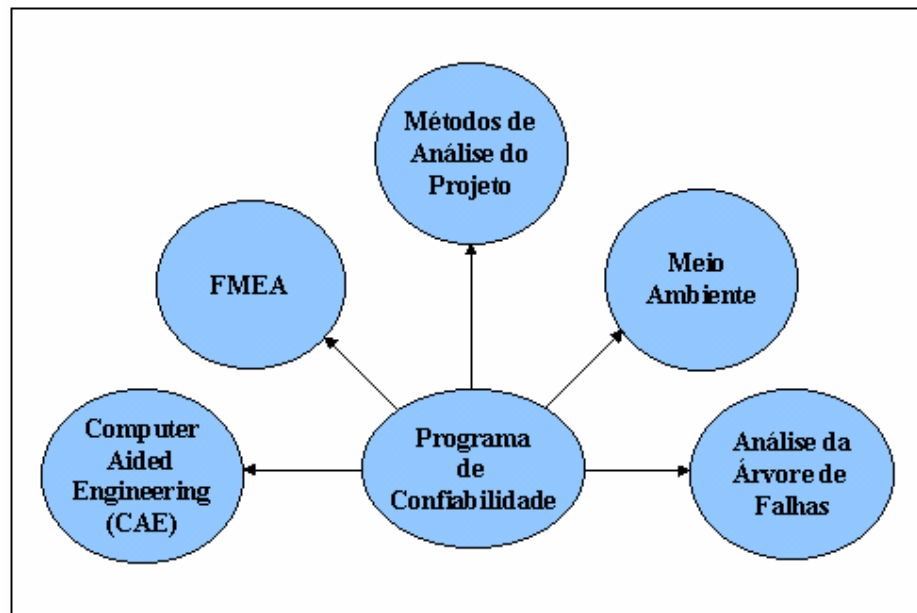 Métodos de
Análise do
Projeto
FMEA
Meio
Ambiente
Computer
Aided
Engineering
(CAE)
Programa
de
Confiabilidade
Análise da
Árvore de
Falhas